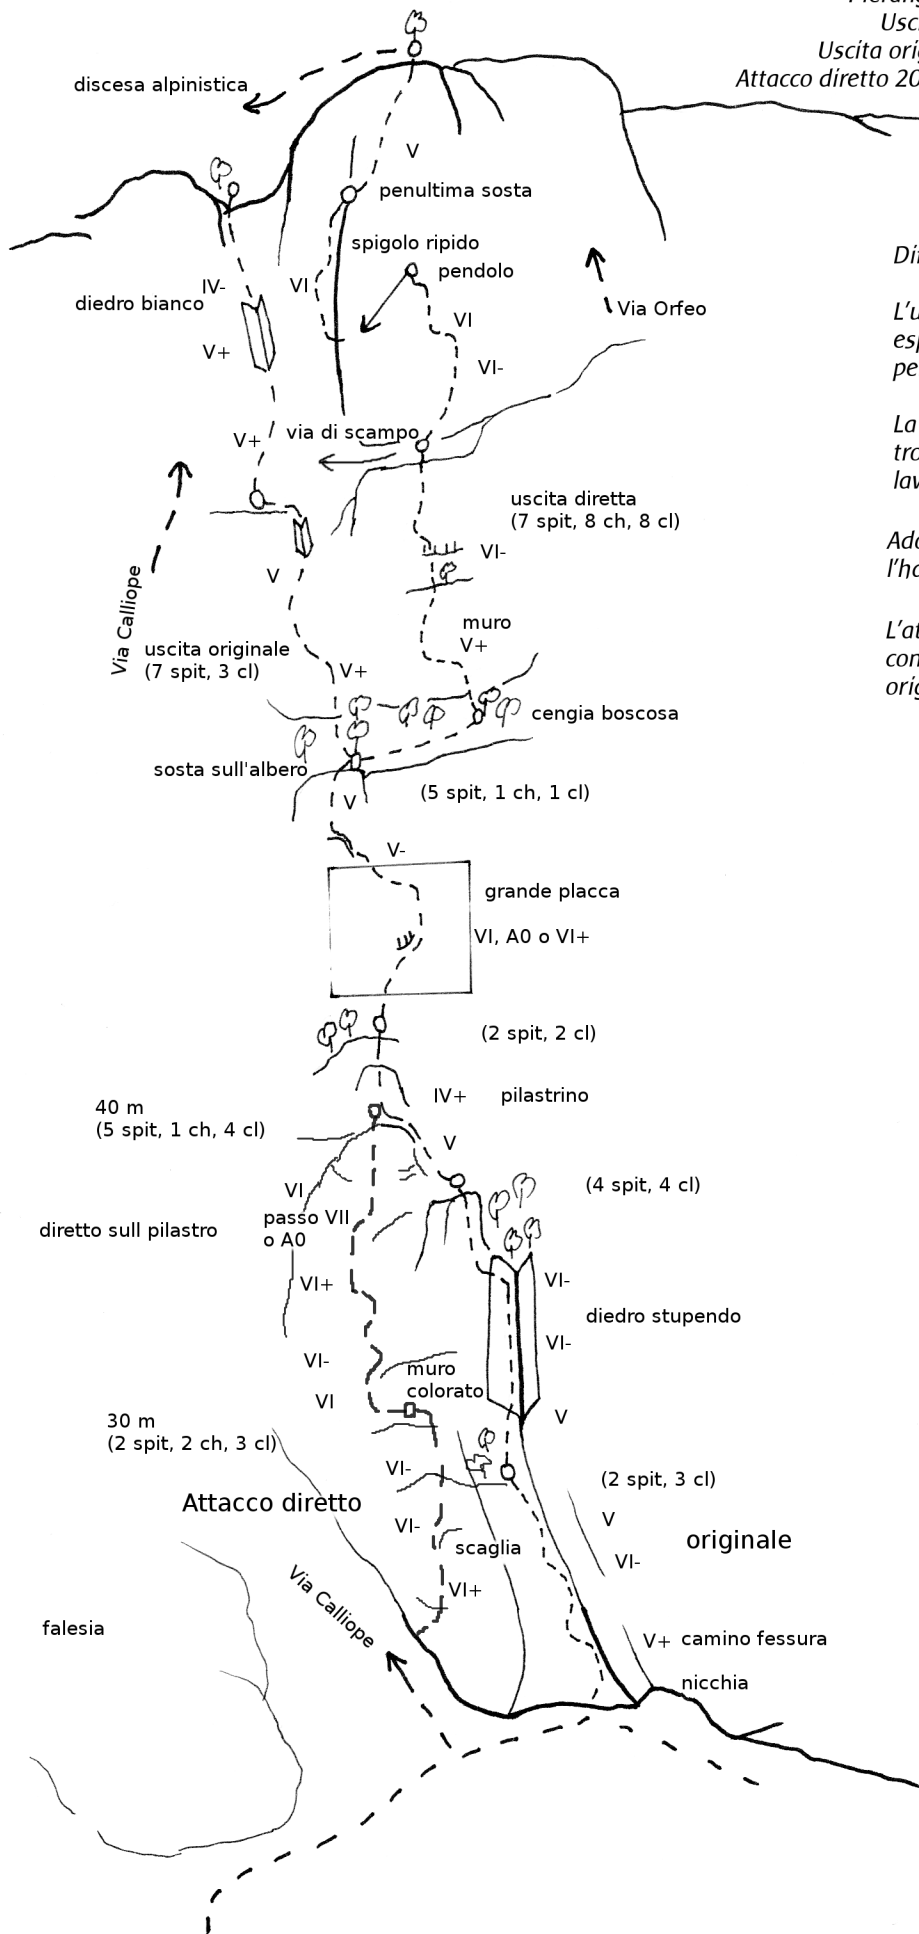 Usc
Uscita ori
Attacco diretto 20
discesa alpinistica
V
penultima sosta
spigolo ripido
pendolo
IV-
VI
diedro bianco
Via Orfeo
VI
V+
VI-
V+
via di scampo
uscita diretta
(7 spit, 8 ch, 8 cl)
VI-
V
Via Calliope
muro
V+
uscita originale
(7 spit, 3 cl)
V+
cengia boscosa
sosta sull'albero
(5 spit, 1 ch, 1 cl)
V
V-
grande placca
VI, A0 o VI+
(2 spit, 2 cl)
IV+
pilastrino
40 m
(5 spit, 1 ch, 4 cl)
V
(4 spit, 4 cl)
VI
passo VII
o A0
diretto sull pilastro
VI+
VI-
diedro stupendo
VI-
VI-
muro
colorato
VI
V
30 m
(2 spit, 2 ch, 3 cl)
VI-
(2 spit, 3 cl)
Attacco diretto
VI-
V
originale
scaglia
VI-
VI+
Via Calliope
falesia
V+
camino fessura
nicchia
La